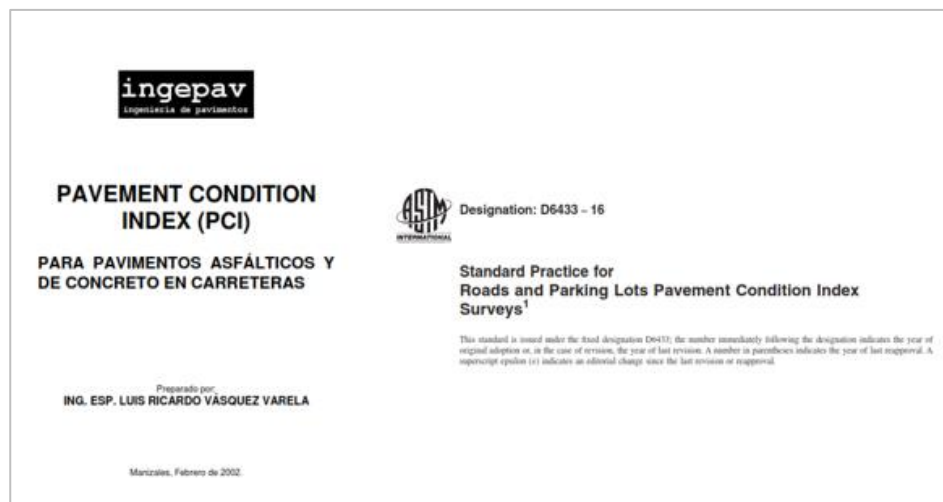 ingepav
ingeniería de pavimentos
PAVEMENT CONDITION
INDEX (PCI)
PARA PAVIMENTOS ASFÁLTICOS Y
DE CONCRETO EN CARRETERAS
Preparado por:
ING. ESP. LUIS RICARDO VÁSQUEZ VARELA
Manizales, Febrero de 2002.
ASTM
INTERNATIONAL
Designation: D6433 – 16
Standard Practice for
Roads and Parking Lots Pavement Condition Index
Surveys1
This standard is issued under the fixed designation D6433; the number immediately following the designation indicates the year of
original adoption or, in the case of revision, the year of last revision. A number in parentheses indicates the year of last reapproval. A
superscript epsilon (ε) indicates an editorial change since the last revision or reapproval.